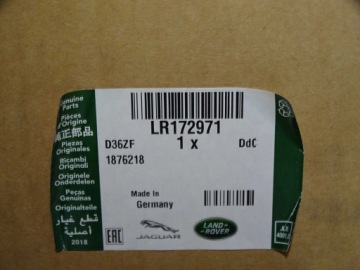 Genuine
Parts
Pièces
d'Origine
純正部品
Piezas
Originales
Ricambi
Originali
Originele
Onderdelen
Peças
Genuínas
Originalteile
قطع غيار
أصلية
2018
LR172971
D36ZF
1 x
DdC
1876218
Made In
Germany
EAC
JAGUAR
LAND-
ROVER